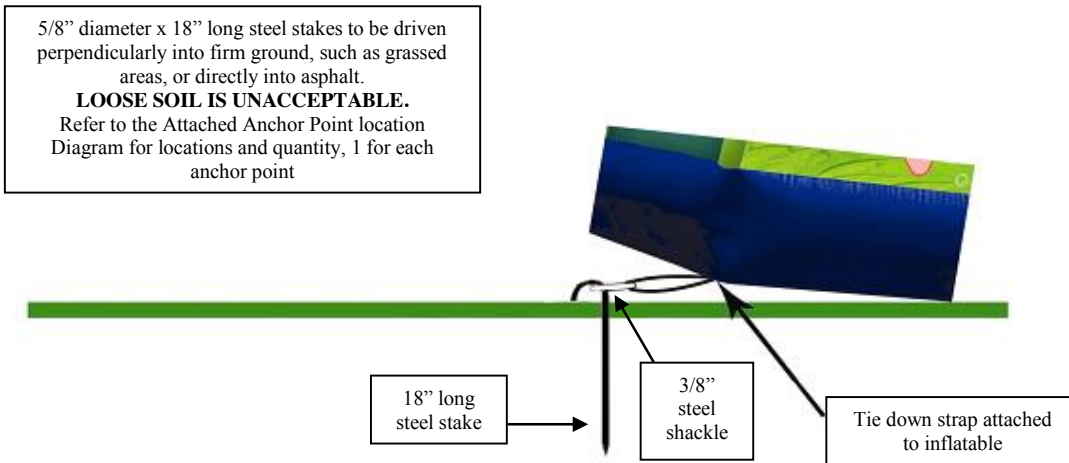 5/8” diameter x 18” long steel stakes to be driven
perpendicularly into firm ground, such as grassed
areas, or directly into asphalt.
LOOSE SOIL IS UNACCEPTABLE.
Refer to the Attached Anchor Point location
Diagram for locations and quantity, 1 for each
anchor point
18” long
steel stake
3/8”
steel
shackle
Tie down strap attached
to inflatable